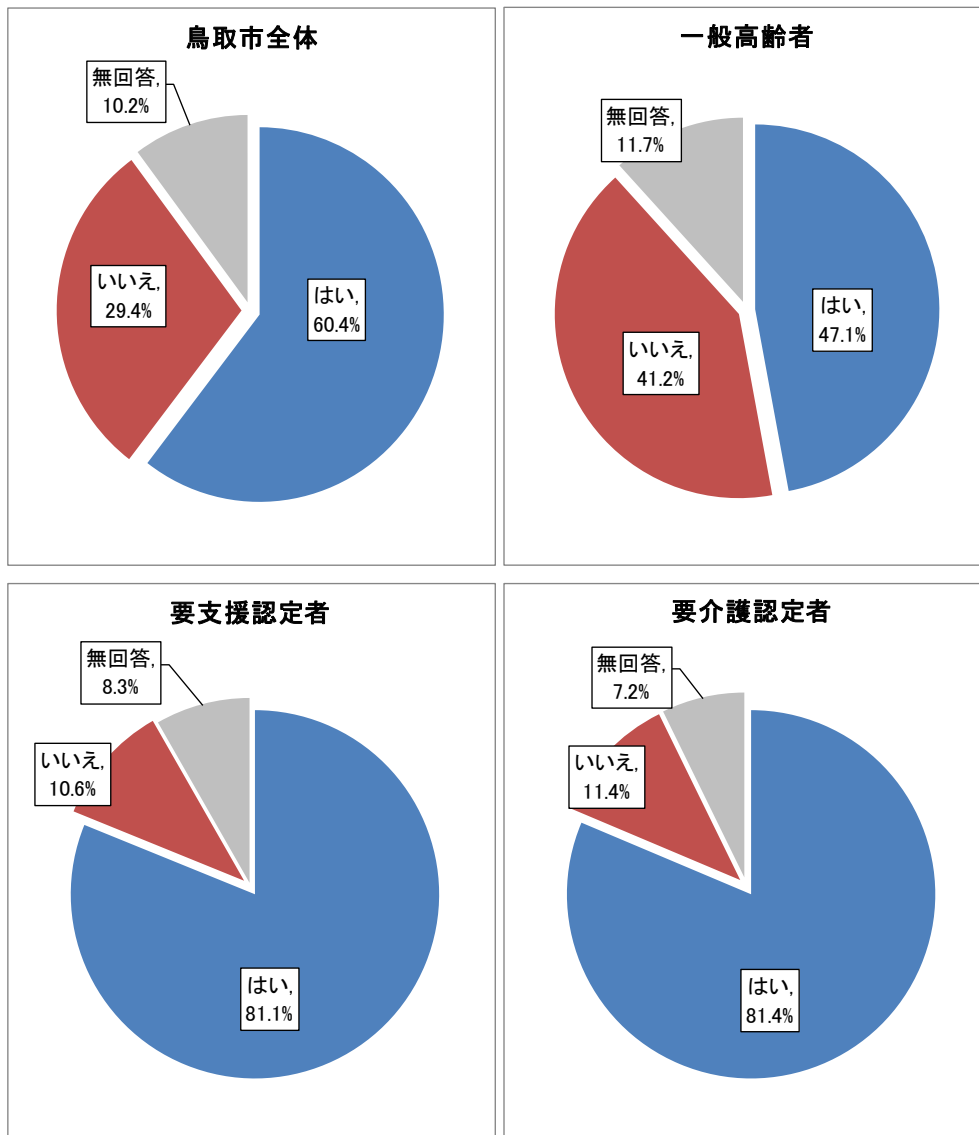 鳥取市全体
無回答,
10.2%
いいえ,
29.4%
はい,
60.4%
一般高齢者
無回答,
11.7%
いいえ,
41.2%
はい,
47.1%
要支援認定者
無回答,
8.3%
いいえ,
10.6%
はい,
81.1%
要介護認定者
無回答,
7.2%
いいえ,
11.4%
はい,
81.4%